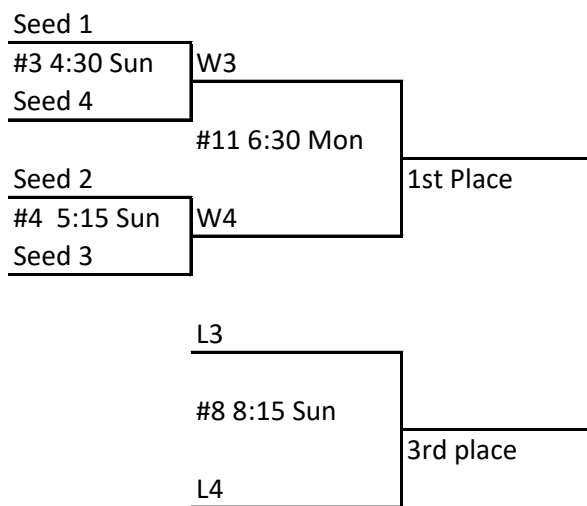 Seed 1
#3 4:30 Sun
W3
Seed 4
#11 6:30 Mon
Seed 2
1st Place
#4  5:15 Sun
W4
Seed 3
L3
#8 8:15 Sun
3rd place
L4